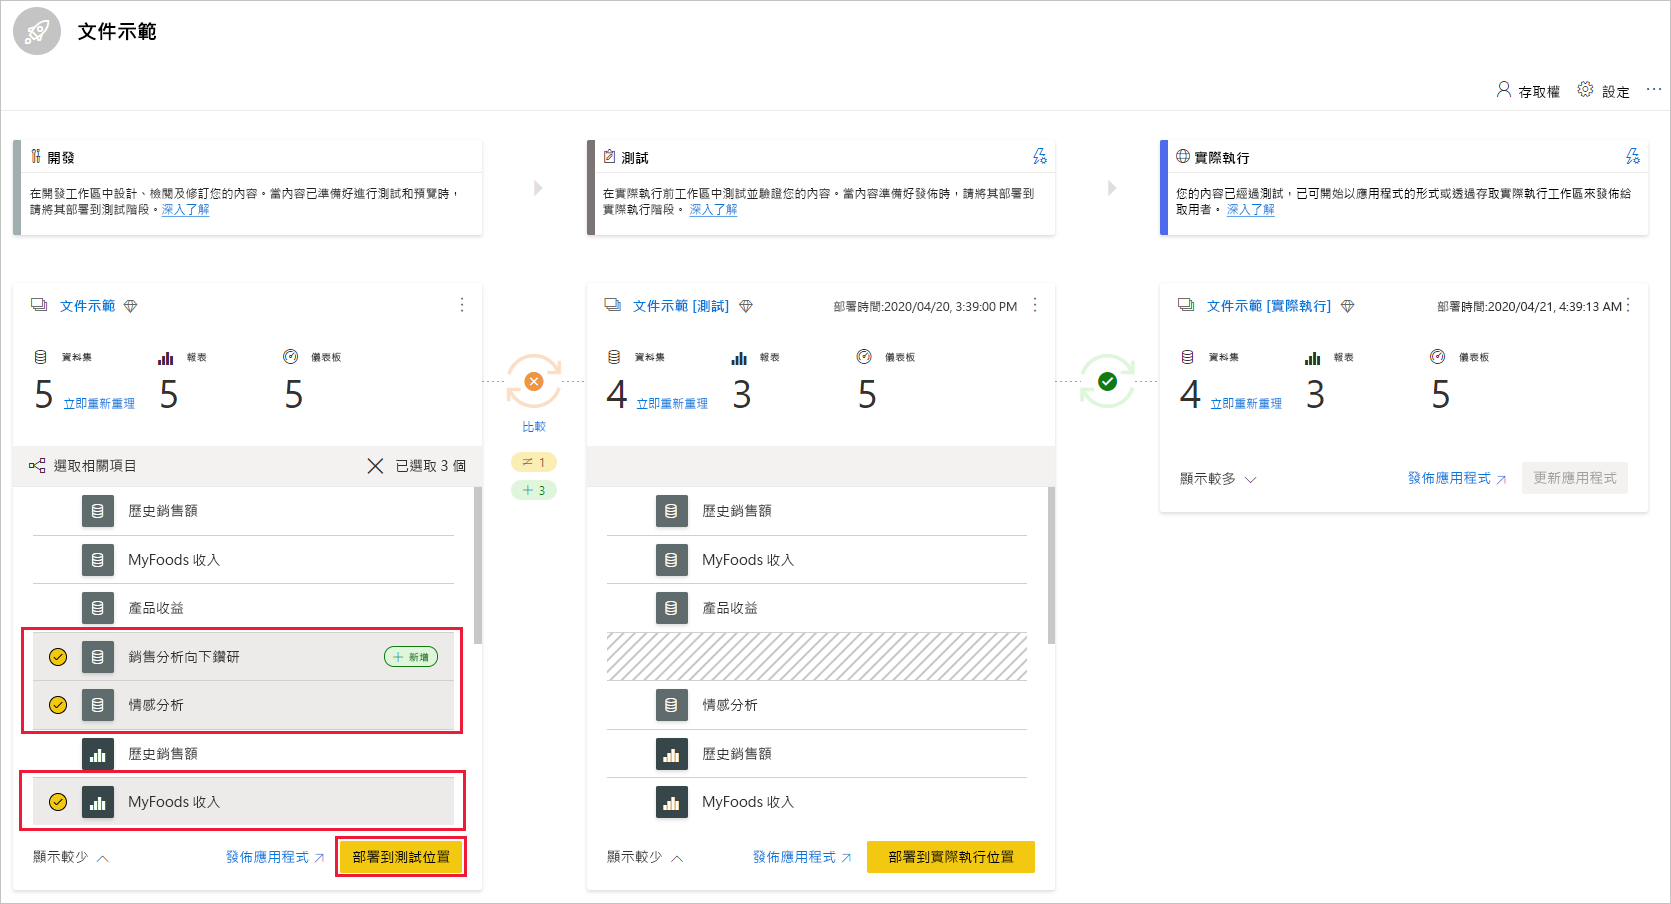 文件示範
存取權
設定
開發
在開發工作區中設計、檢閱及修訂您的內容。當內容已準備好進行測試和預覽時，
請將其部署到測試階段。深入了解
測試
在實際執行前工作區中測試並驗證您的內容。當內容準備好發佈時，請將其部署到
實際執行階段。 深入了解
實際執行
您的內容已經過測試，已可開始以應用程式的形式或透過存取實際執行工作區來發佈給
取用者。 深入了解
文件示範
資料集
報表
儀表板
5 立即重新重理
5
5
選取相關項目
已選取 3 個
歷史銷售額
MyFoods 收入
產品收益
銷售分析向下鑽研
+ 新增
情感分析
歷史銷售額
MyFoods 收入
顯示較少
發佈應用程式
部署到測試位置
比較
≠ 1
+ 3
文件示範 [測試]
部署時間:2020/04/20, 3:39:00 PM
資料集
報表
儀表板
4 立即重新重理
3
5
歷史銷售額
MyFoods 收入
產品收益
情感分析
歷史銷售額
MyFoods 收入
顯示較少
發佈應用程式
部署到實際執行位置
文件示範 [實際執行]
部署時間:2020/04/21, 4:39:13 AM
資料集
報表
儀表板
4 立即重新重理
3
5
顯示較多
發佈應用程式
更新應用程式